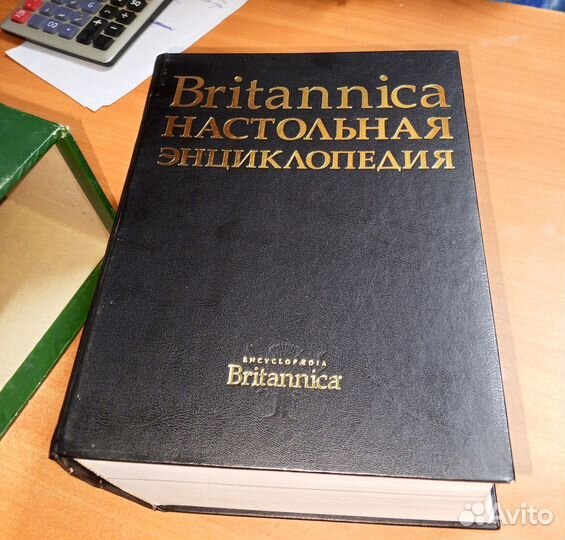 Britannica
НАСТОЛЬНАЯ
ЭНЦИКЛОПЕДИЯ
ENCYCLOPÆDIA
Britannica®
Avito